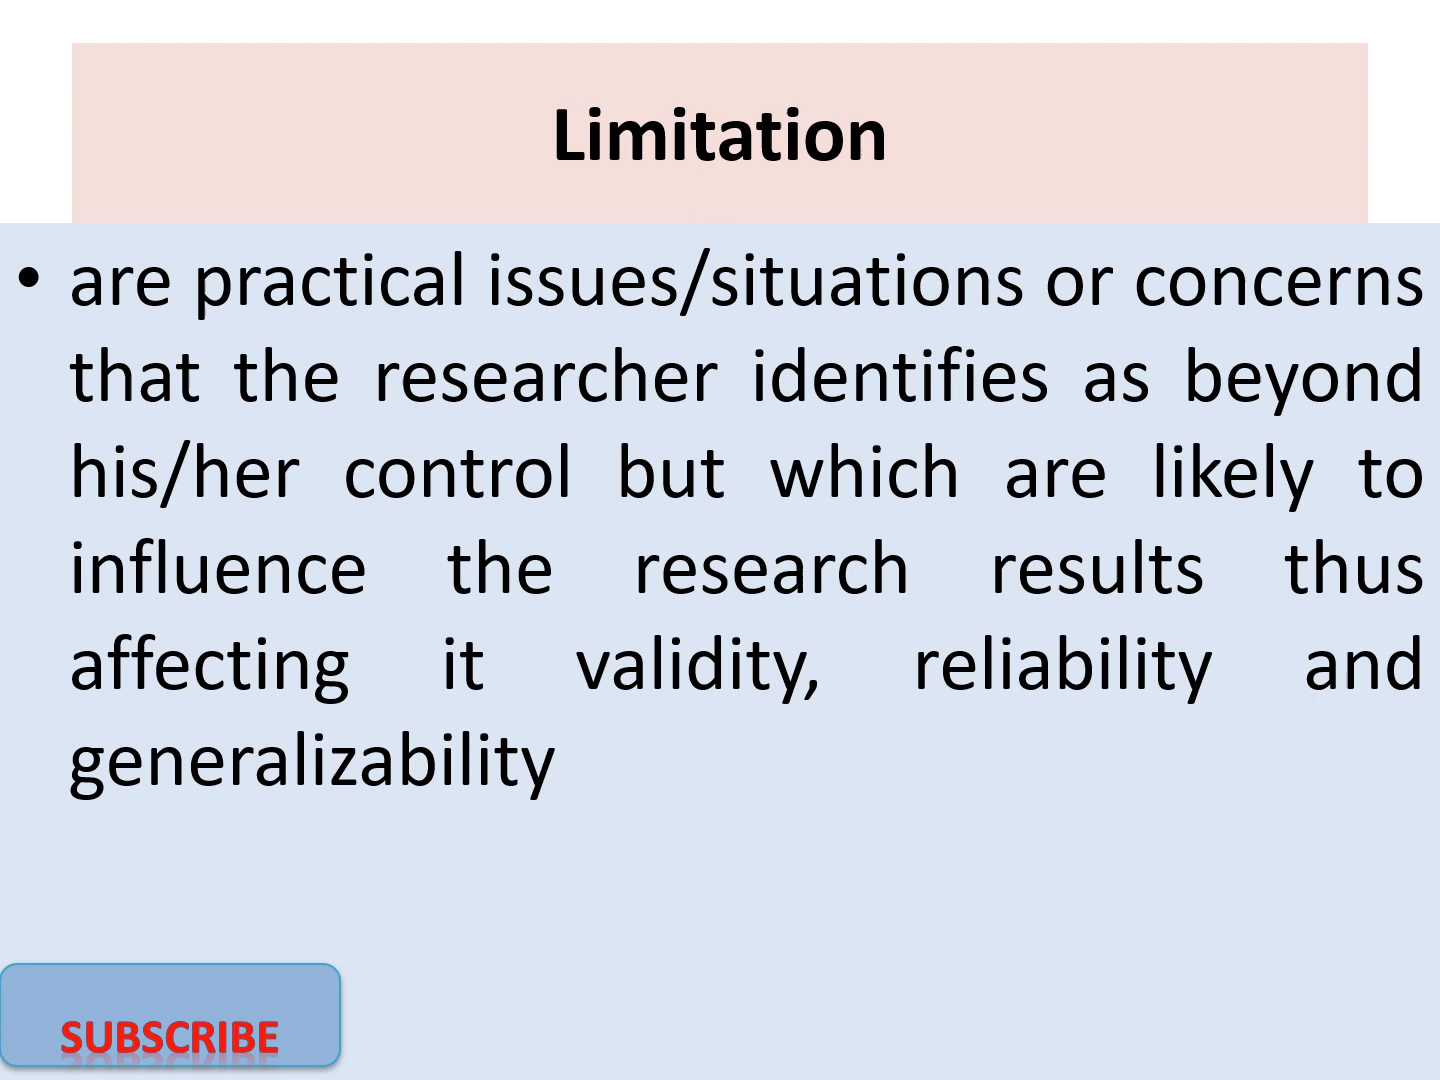 Limitation
• are practical issues/situations or concerns
that the researcher identifies as beyond
his/her control but which are likely to
influence the research results thus
affecting it validity, reliability and
generalizability
SUBSCRIBE